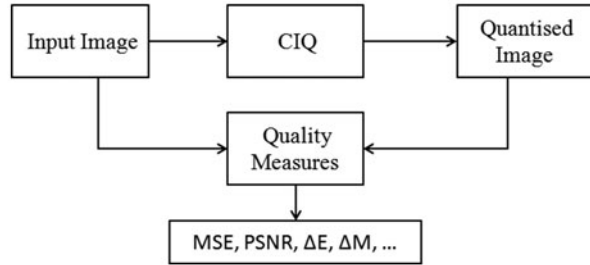 Input Image
CIQ
Quantised
Image
Quality
Measures
MSE, PSNR, ΔE, ΔM, ...